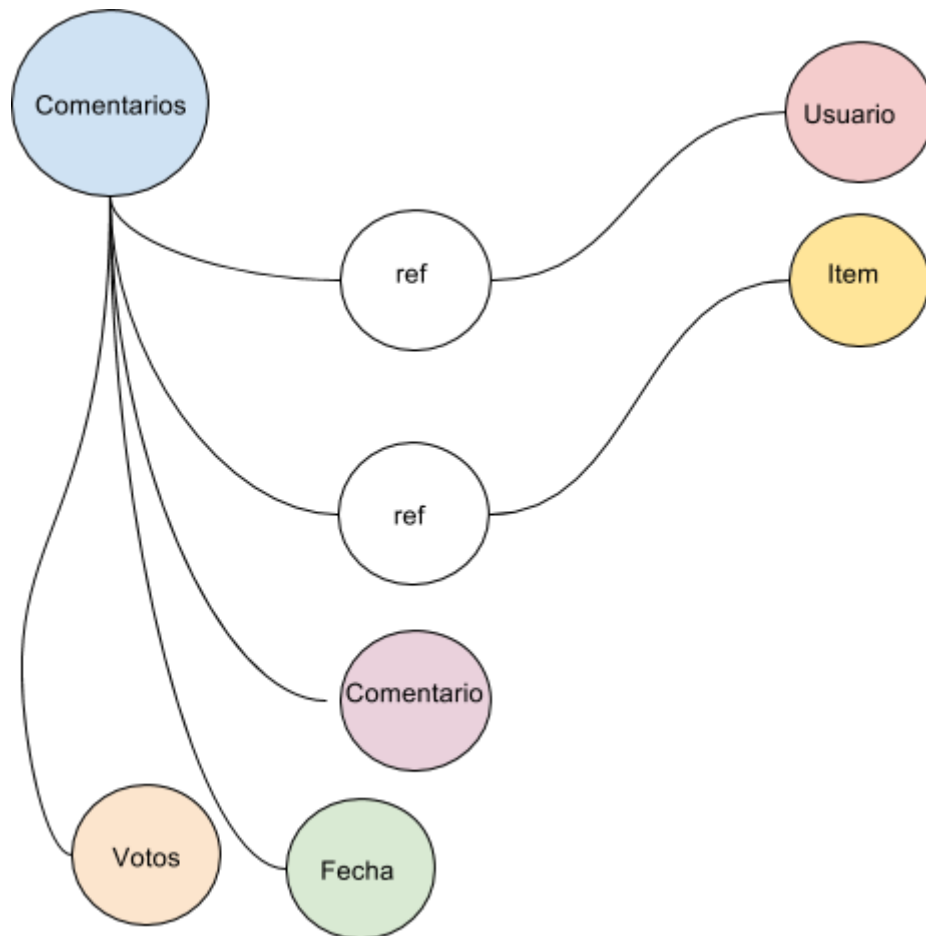 Comentarios
Usuario
ref
Item
ref
Comentario
Votos
Fecha